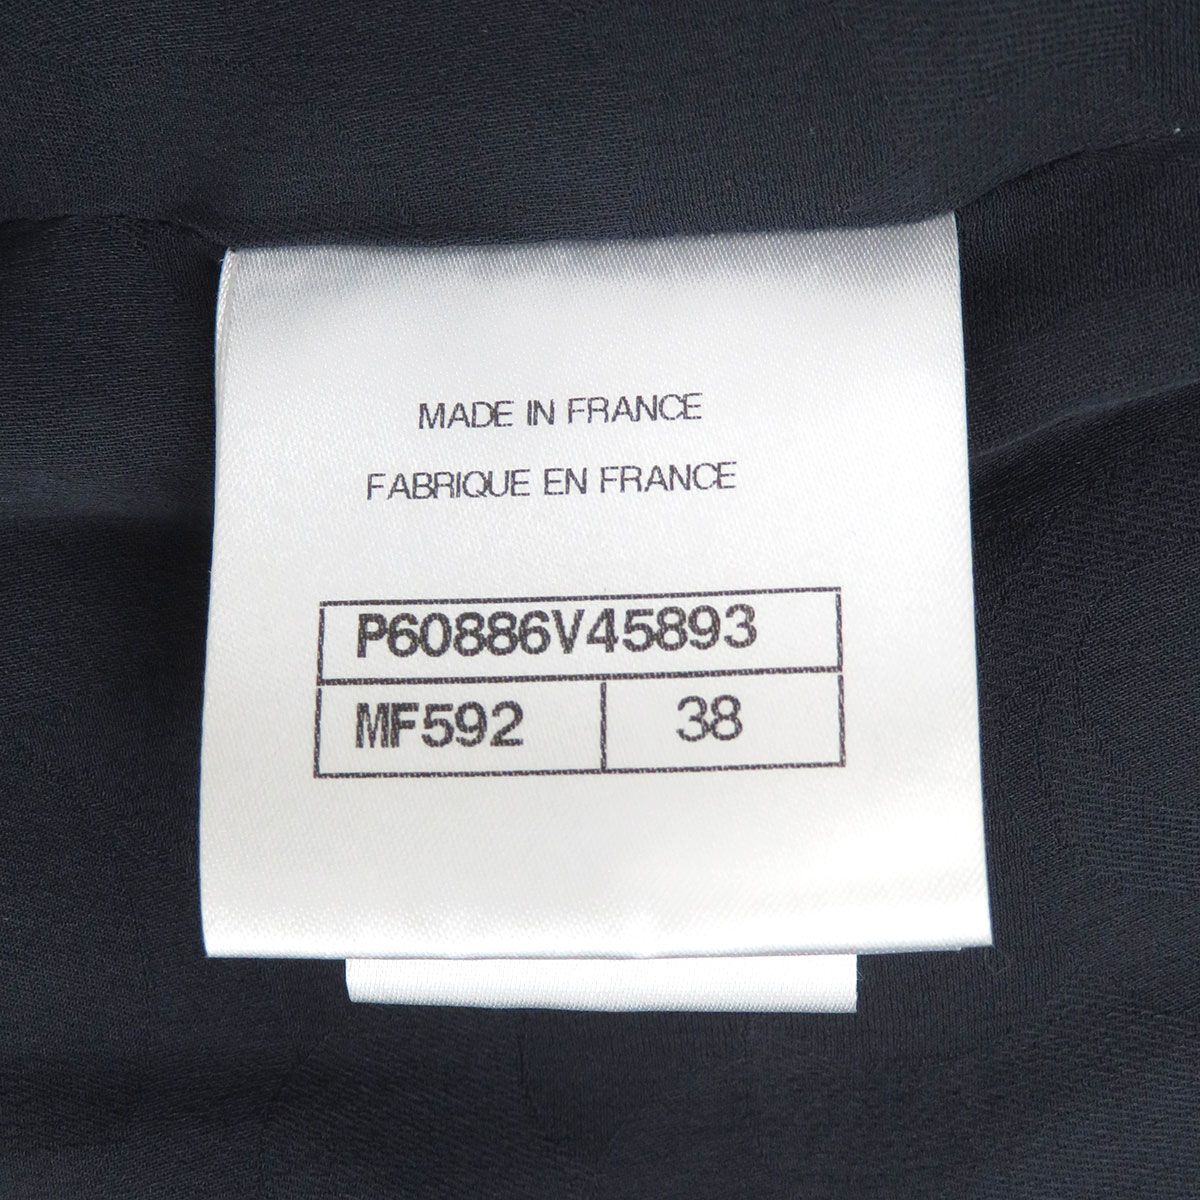 MADE IN FRANCE
FABRIQUE EN FRANCE
P60886V45893
MF592 38